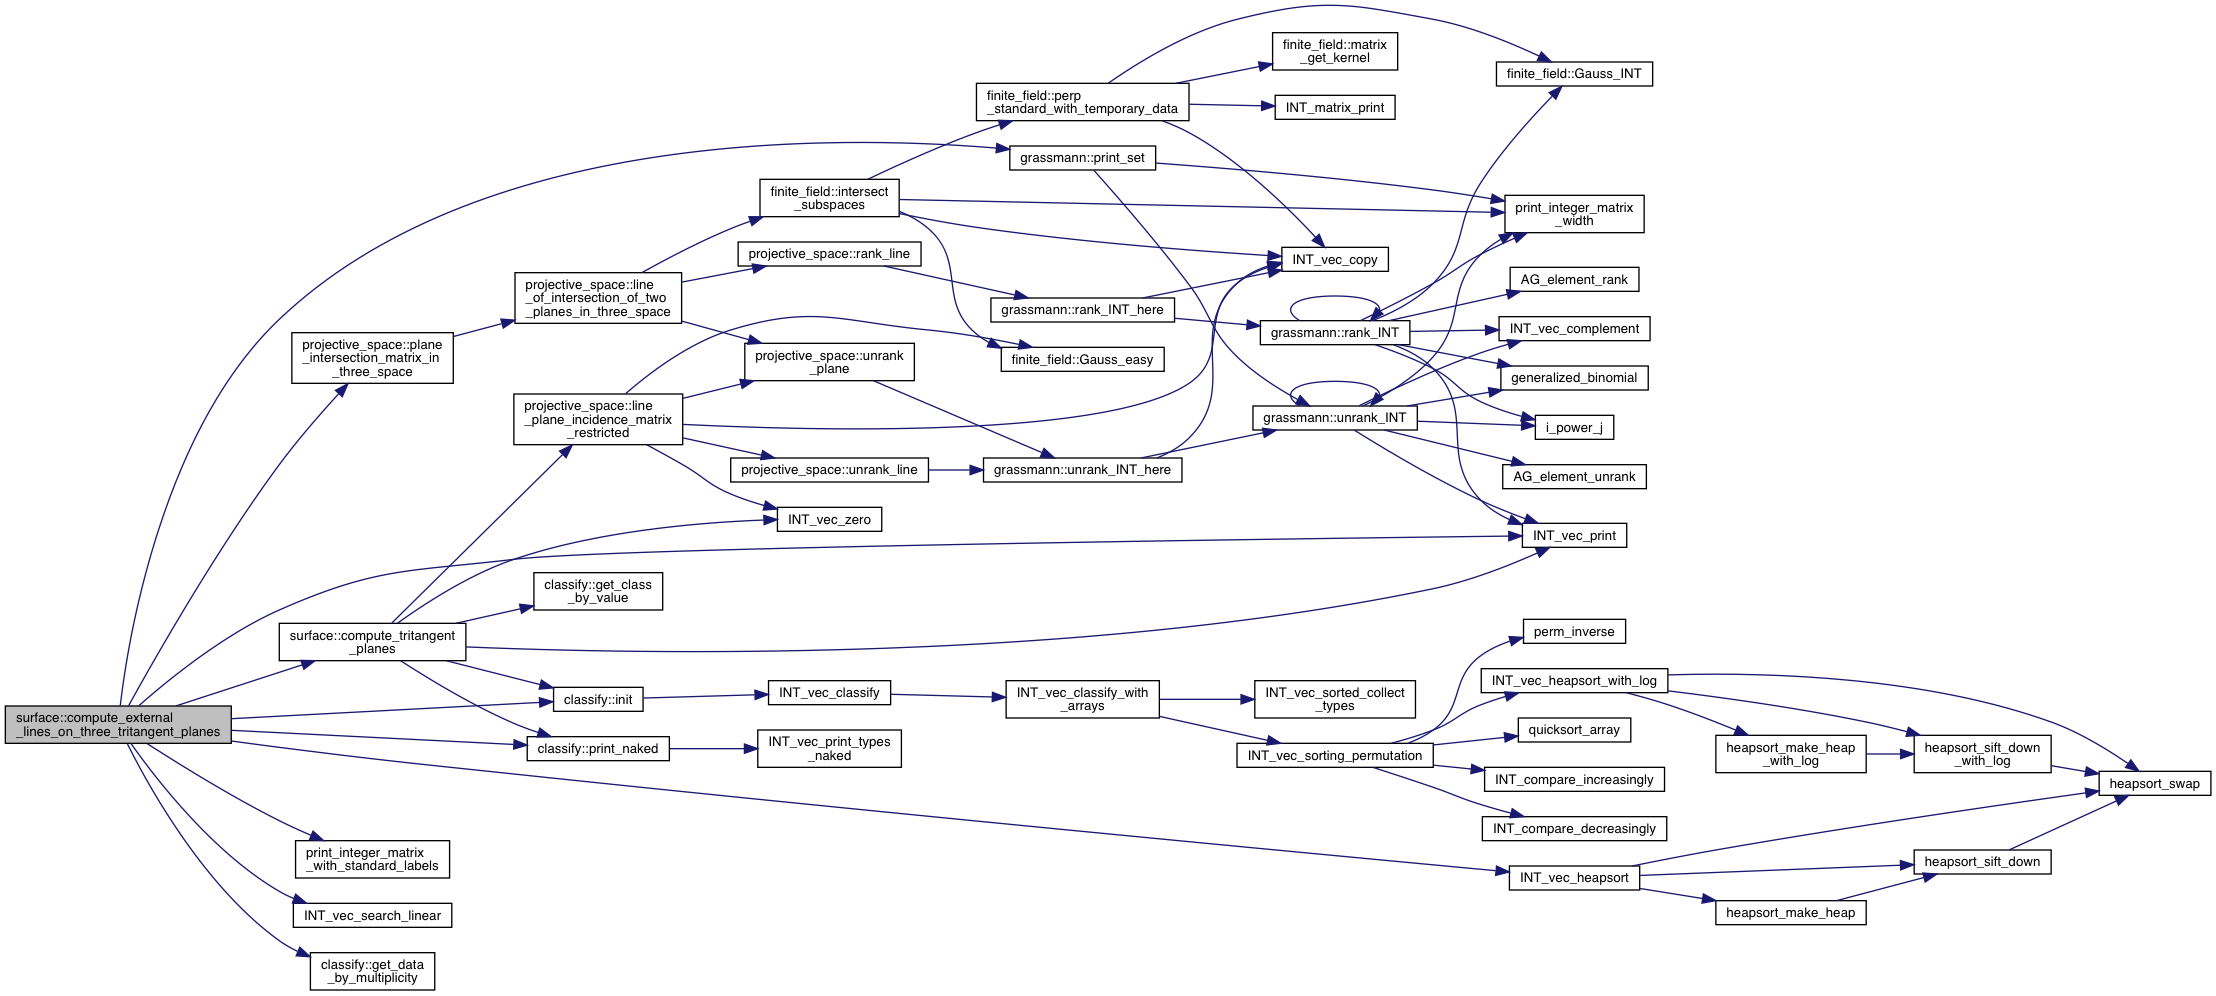 surface::compute_external
_lines_on_three_tritangent_planes
projective_space::plane
_intersection_matrix_in
_three_space
surface::compute_tritangent
_planes
print_integer_matrix
_with_standard_labels
INT_vec_search_linear
classify::get_data
_by_multiplicity
projective_space::line
_of_intersection_of_two
_planes_in_three_space
projective_space::line
_plane_incidence_matrix
_restricted
classify::get_class
_by_value
classify::init
classify::print_naked
finite_field::intersect
_subspaces
projective_space::rank_line
projective_space::unrank
_plane
projective_space::unrank_line
INT_vec_zero
INT_vec_classify
INT_vec_print_types
_naked
finite_field::perp
_standard_with_temporary_data
grassmann::print_set
grassmann::rank_INT_here
finite_field::Gauss_easy
grassmann::unrank_INT_here
INT_vec_classify_with
_arrays
finite_field::matrix
_get_kernel
INT_matrix_print
INT_vec_copy
grassmann::rank_INT
grassmann::unrank_INT
INT_vec_sorted_collect
_types
INT_vec_sorting_permutation
finite_field::Gauss_INT
print_integer_matrix
_width
AG_element_rank
INT_vec_complement
generalized_binomial
i_power_j
AG_element_unrank
INT_vec_print
perm_inverse
INT_vec_heapsort_with_log
quicksort_array
INT_compare_increasingly
INT_compare_decreasingly
INT_vec_heapsort
heapsort_make_heap
_with_log
heapsort_make_heap
heapsort_sift_down
_with_log
heapsort_sift_down
heapsort_swap